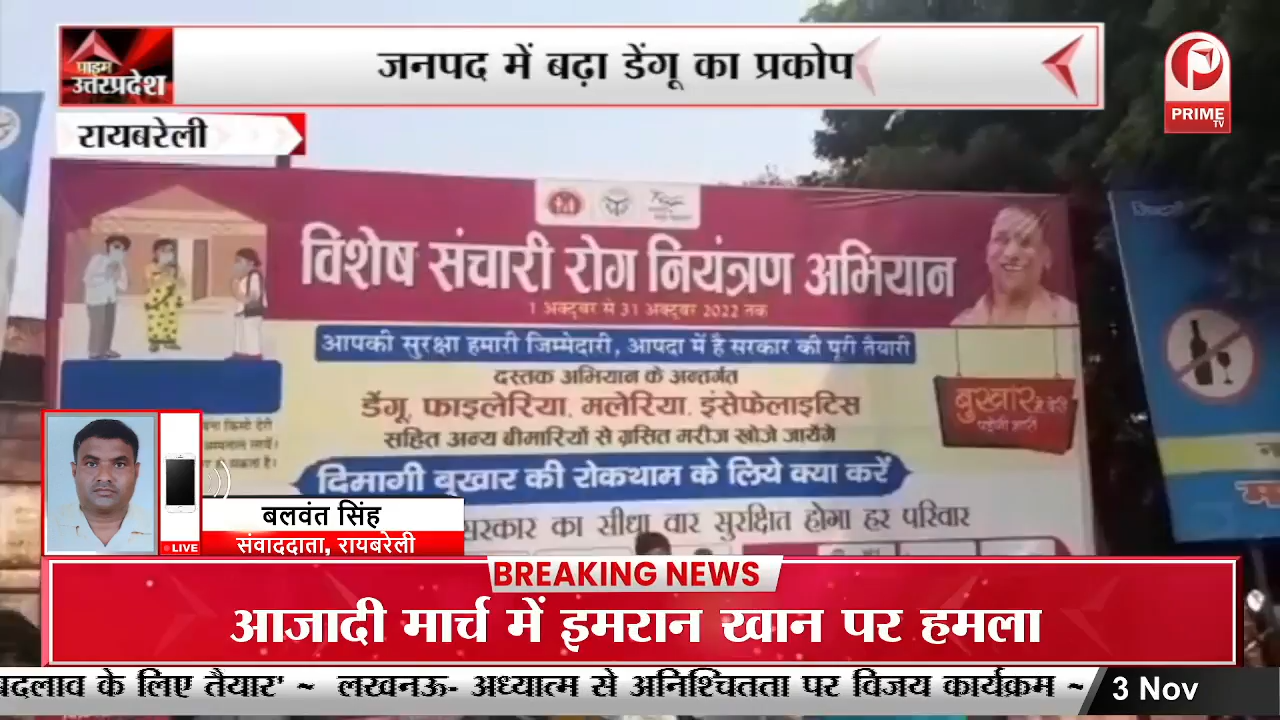 जनपद में बढ़ा डेंगू का प्रकोप
प्राइम
उत्तरप्रदेश
PRIME
TV
रायबरेली
विशेष संचारी रोग नियंत्रण अभियान
1 अक्टूबर से 31 अक्टूबर 2022 तक
आपकी सुरक्षा हमारी जिम्मेदारी, आपदा में है सरकार की पूरी तैयारी
दस्तक अभियान के अन्तर्गत
डेंगू, फाइलेरिया, मलेरिया, इंसेफेलाइटिस
सहित अन्य बीमारियों से ग्रसित मरीज खोजे जायेंगे
बुखार में देरी
पड़ेगी भारी
दिमागी बुखार की रोकथाम के लिये क्या करें
सरकार का सीधा वार सुरक्षित होगा हर परिवार
बलवंत सिंह
LIVE
संवाददाता, रायबरेली
BREAKING NEWS
आजादी मार्च में इमरान खान पर हमला
बदलाव के लिए तैयार' ~ लखनऊ- अध्यात्म से अनिश्चितता पर विजय कार्यक्रम ~
3 Nov